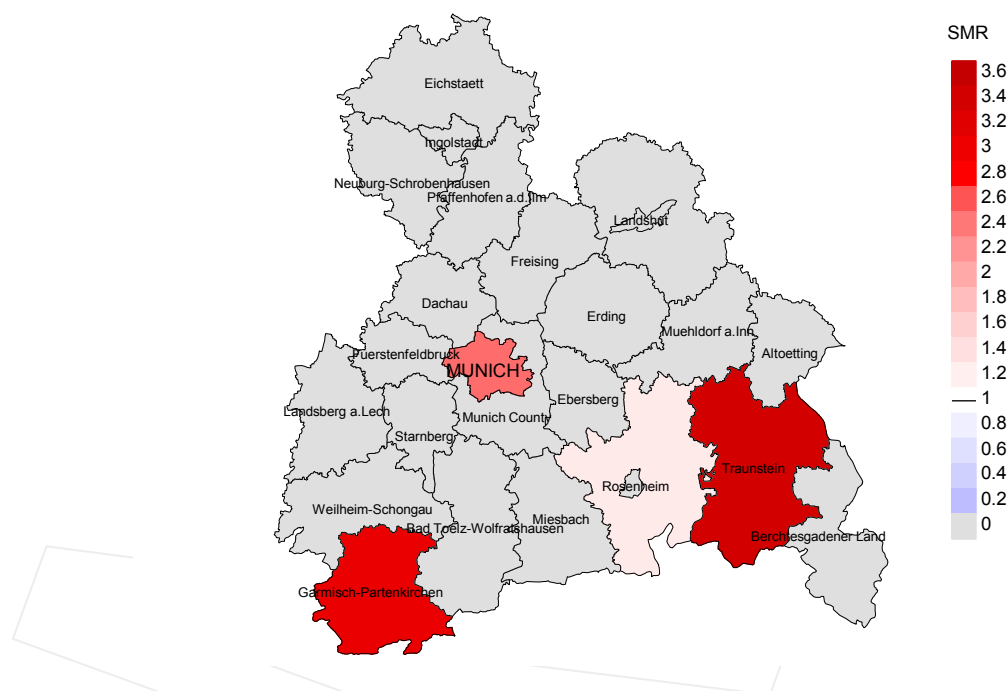 SMR
Eichstaett
Ingolstadt
Neuburg-Schrobenhausen
Pfaffenhofen a.d.Ilm
Landshut
Freising
Dachau
Erding
Muehldorf a.Inn
Altoetting
Fuerstenfeldbruck
MUNICH
Ebersberg
Landsberg a.Lech
Munich County
Starnberg
Traunstein
Rosenheim
Weilheim-Schongau
Miesbach
Bad Toelz-Wolfratshausen
Berchtesgadener Land
Garmisch-Partenkirchen
3.6
3.4
3.2
3
2.8
2.6
2.4
2.2
2
1.8
1.6
1.4
1.2
1
0.8
0.6
0.4
0.2
0